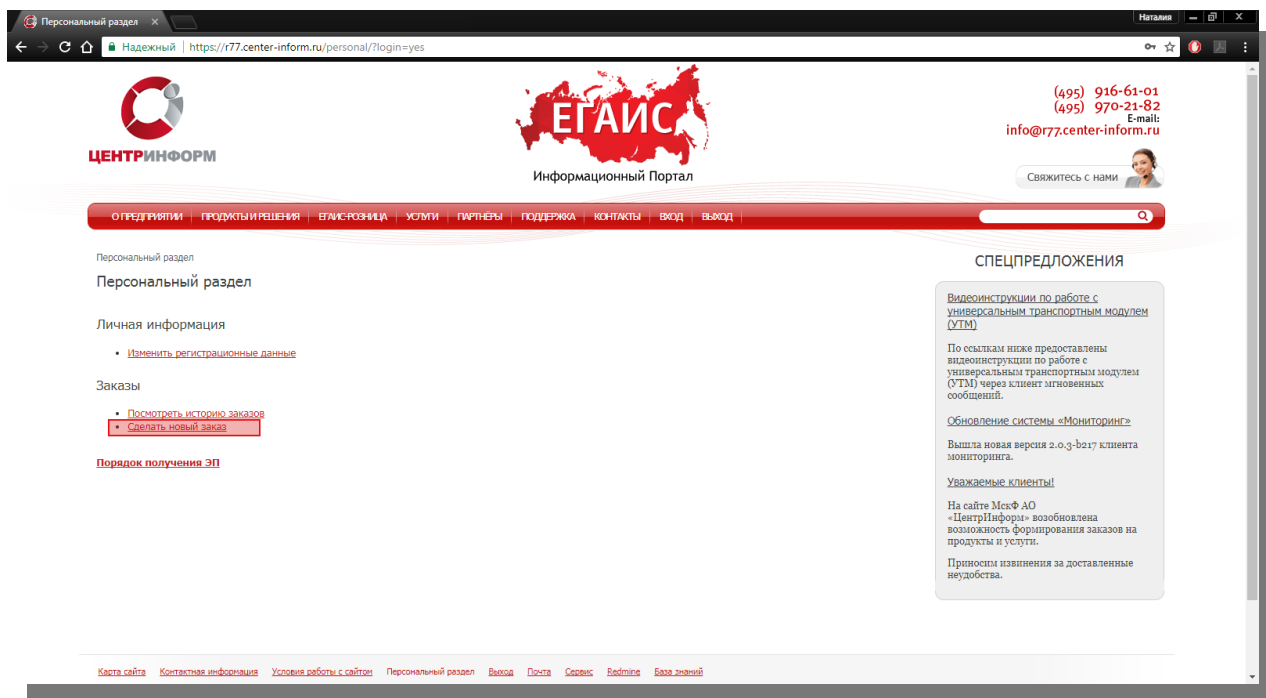 Персональный раздел
Наталия
Надежный | https://r77.center-inform.ru/personal/?login=yes
ЦЕНТРИНФОРМ
ЕГАИС
Информационный Портал
(495) 916-61-01
(495) 970-21-82
E-mail:
info@r77.center-inform.ru
Свяжитесь с нами
О ПРЕДПРИЯТИИ ПРОДУКТЫ И РЕШЕНИЯ ЕГАИС-РОЗНИЦА УСЛУГИ ПАРТНЁРЫ ПОДДЕРЖКА КОНТАКТЫ ВХОД ВЫХОД
Персональный раздел
Персональный раздел
Личная информация
Изменить регистрационные данные
Заказы
Посмотреть историю заказов
Сделать новый заказ
Порядок получения ЭП
СПЕЦПРЕДЛОЖЕНИЯ
Видеоинструкции по работе с
универсальным транспортным модулем
(УТМ)
По ссылкам ниже предоставлены
видеоинструкции по работе с
универсальным транспортным модулем
(УТМ) через клиент мгновенных
сообщений.
Обновление системы «Мониторинг»
Вышла новая версия 2.0.3-b217 клиента
мониторинга.
Уважаемые клиенты!
На сайте МскФ АО
«ЦентрИнформ» возобновлена
возможность формирования заказов на
продукты и услуги.
Приносим извинения за доставленные
неудобства.
Карта сайта Контактная информация Условия работы с сайтом Персональный раздел Выход Почта Сервис Redmine База знаний